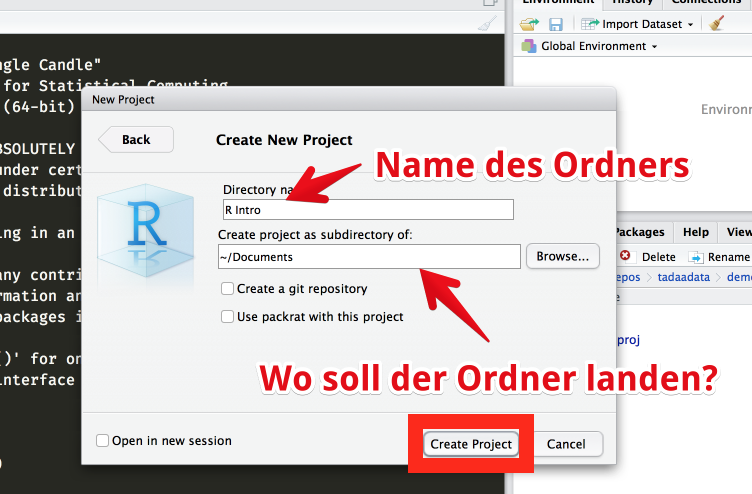 Environment History Connections
Import Dataset
Global Environment
Environ
ngle Candle"
for Statistical Computing
(64-bit)
New Project
Back
Create New Project
BSOLUTELY
under cert
distribut
Name des Ordners
Directory na
R Intro
R
Create project as subdirectory of:
~/Documents
Browse...
ing in an
Create a git repository
any contri
Use packrat with this project
rmation an
packages i
Packages Help View
Delete Rename
epos tadaadata demo
e
proj
()' for on
interface
Wo soll der Ordner landen?
Open in new session
Create Project
Cancel
)